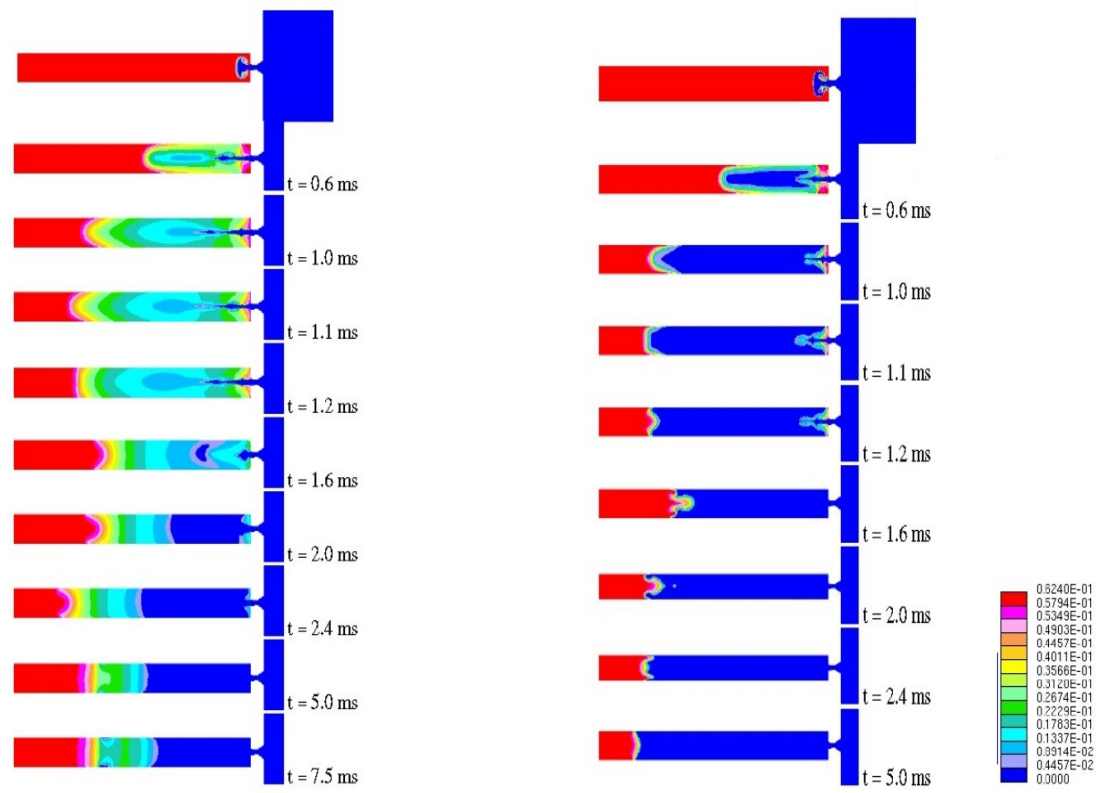 t = 0.6 ms
t = 1.0 ms
t = 1.1 ms
t = 1.2 ms
t = 1.6 ms
t = 2.0 ms
t = 2.4 ms
t = 5.0 ms
t = 7.5 ms
t = 0.6 ms
t = 1.0 ms
t = 1.1 ms
t = 1.2 ms
t = 1.6 ms
t = 2.0 ms
t = 2.4 ms
t = 5.0 ms
0.6240E-01
0.5794E-01
0.5349E-01
0.4903E-01
0.4457E-01
0.4011E-01
0.3566E-01
0.3120E-01
0.2674E-01
0.2229E-01
0.1783E-01
0.1337E-01
0.8914E-02
0.4457E-02
0.0000